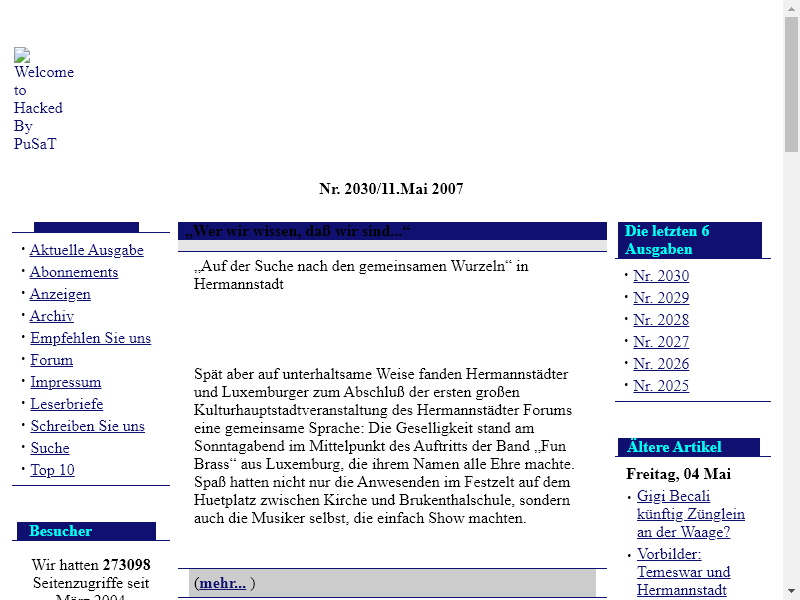 Welcome
to
Hacked
By
PuSaT
Nr. 2030/11.Mai 2007
· Aktuelle Ausgabe
· Abonnements
· Anzeigen
· Archiv
· Empfehlen Sie uns
· Forum
· Impressum
· Leserbriefe
· Schreiben Sie uns
· Suche
· Top 10
Besucher
Wir hatten 273098
Seitenzugriffe seit
März 2004
„Wer wir wissen, daß wir sind...“
„Auf der Suche nach den gemeinsamen Wurzeln“ in
Hermannstadt
Spät aber auf unterhaltsame Weise fanden Hermannstädter
und Luxemburger zum Abschluß der ersten großen
Kulturhauptstadtveranstaltung des Hermannstädter Forums
eine gemeinsame Sprache: Die Geselligkeit stand am
Sonntagabend im Mittelpunkt des Auftritts der Band „Fun
Brass“ aus Luxemburg, die ihrem Namen alle Ehre machte.
Spaß hatten nicht nur die Anwesenden im Festzelt auf dem
Huetplatz zwischen Kirche und Brukenthalschule, sondern
auch die Musiker selbst, die einfach Show machten.
(mehr... )
Die letzten 6
Ausgaben
· Nr. 2030
· Nr. 2029
· Nr. 2028
· Nr. 2027
· Nr. 2026
· Nr. 2025
Ältere Artikel
Freitag, 04 Mai
· Gigi Becali
künftig Zünglein
an der Waage?
· Vorbilder:
Temeswar und
Hermannstadt